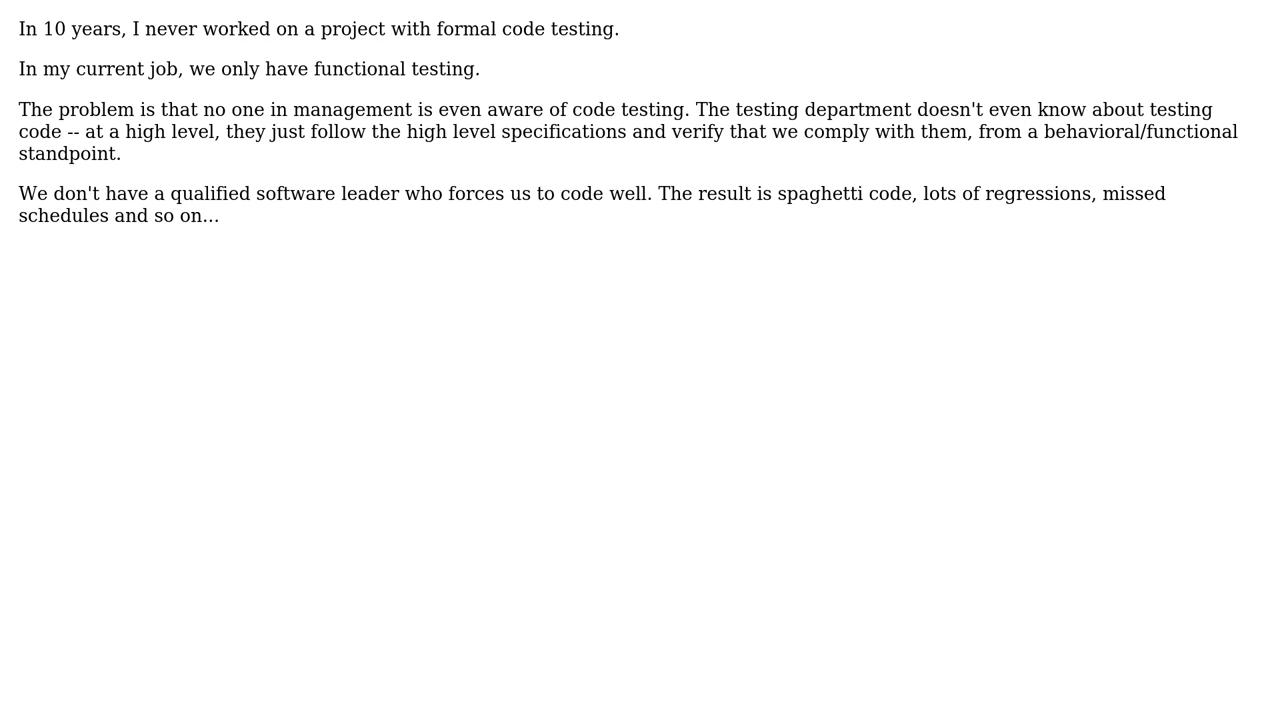 In 10 years, I never worked on a project with formal code testing.
In my current job, we only have functional testing.
The problem is that no one in management is even aware of code testing. The testing department doesn't even know about testing
code -- at a high level, they just follow the high level specifications and verify that we comply with them, from a behavioral/functional
standpoint.
We don't have a qualified software leader who forces us to code well. The result is spaghetti code, lots of regressions, missed
schedules and so on...